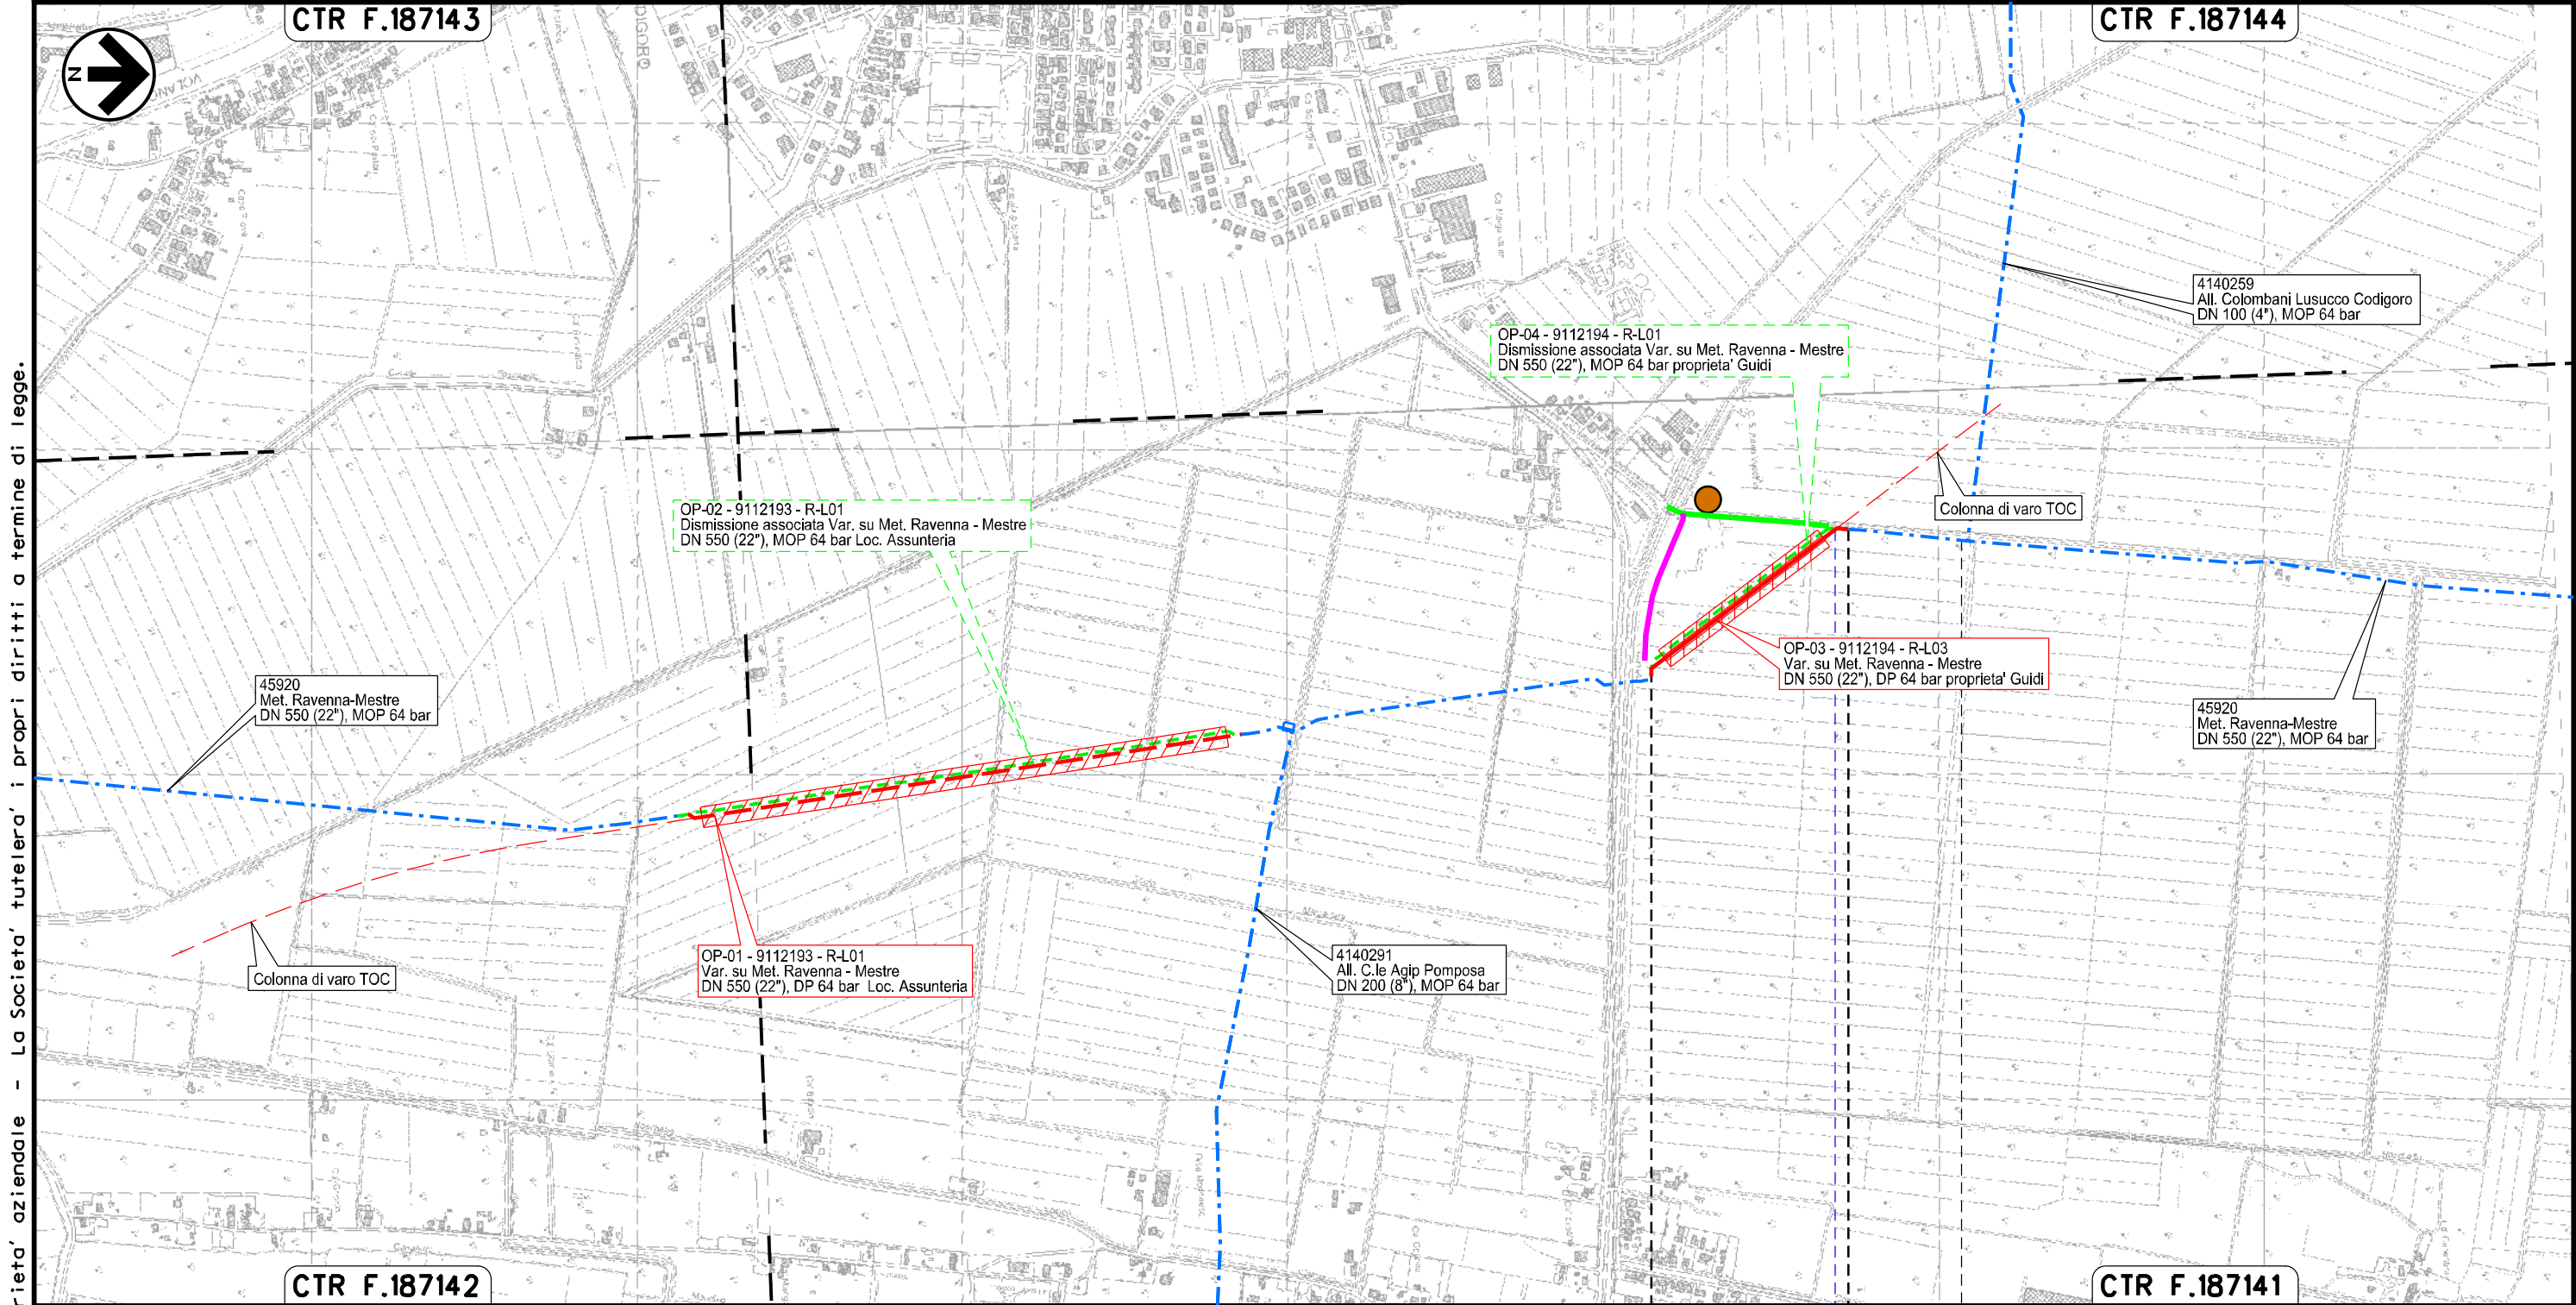 CTR F.187143
CTR F.187144
N
VOLANO
DIGORO
4140259
All. Colombani Lusucco Codigoro
DN 100 (4"), MOP 64 bar
OP-04 - 9112194 - R-L01
Dismissione associata Var. su Met. Ravenna - Mestre
DN 550 (22"), MOP 64 bar proprieta' Guidi
OP-02 - 9112193 - R-L01
Dismissione associata Var. su Met. Ravenna - Mestre
DN 550 (22"), MOP 64 bar Loc. Assunteria
Colonna di varo TOC
OP-03 - 9112194 - R-L03
Var. su Met. Ravenna - Mestre
DN 550 (22"), DP 64 bar proprieta' Guidi
45920
Met. Ravenna-Mestre
DN 550 (22"), MOP 64 bar
45920
Met. Ravenna-Mestre
DN 550 (22"), MOP 64 bar
Colonna di varo TOC
OP-01 - 9112193 - R-L01
Var. su Met. Ravenna - Mestre
DN 550 (22"), DP 64 bar Loc. Assunteria
4140291
All. C.le Agip Pomposa
DN 200 (8"), MOP 64 bar
CTR F.187142
CTR F.187141
rieta' aziendale - La Societa' tutelera' i propri diritti a termine di legge.